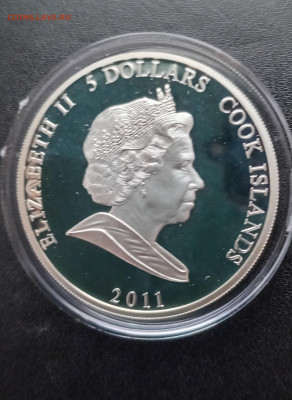 ELIZABETH II 5 DOLLARS COOK ISLANDS
2011